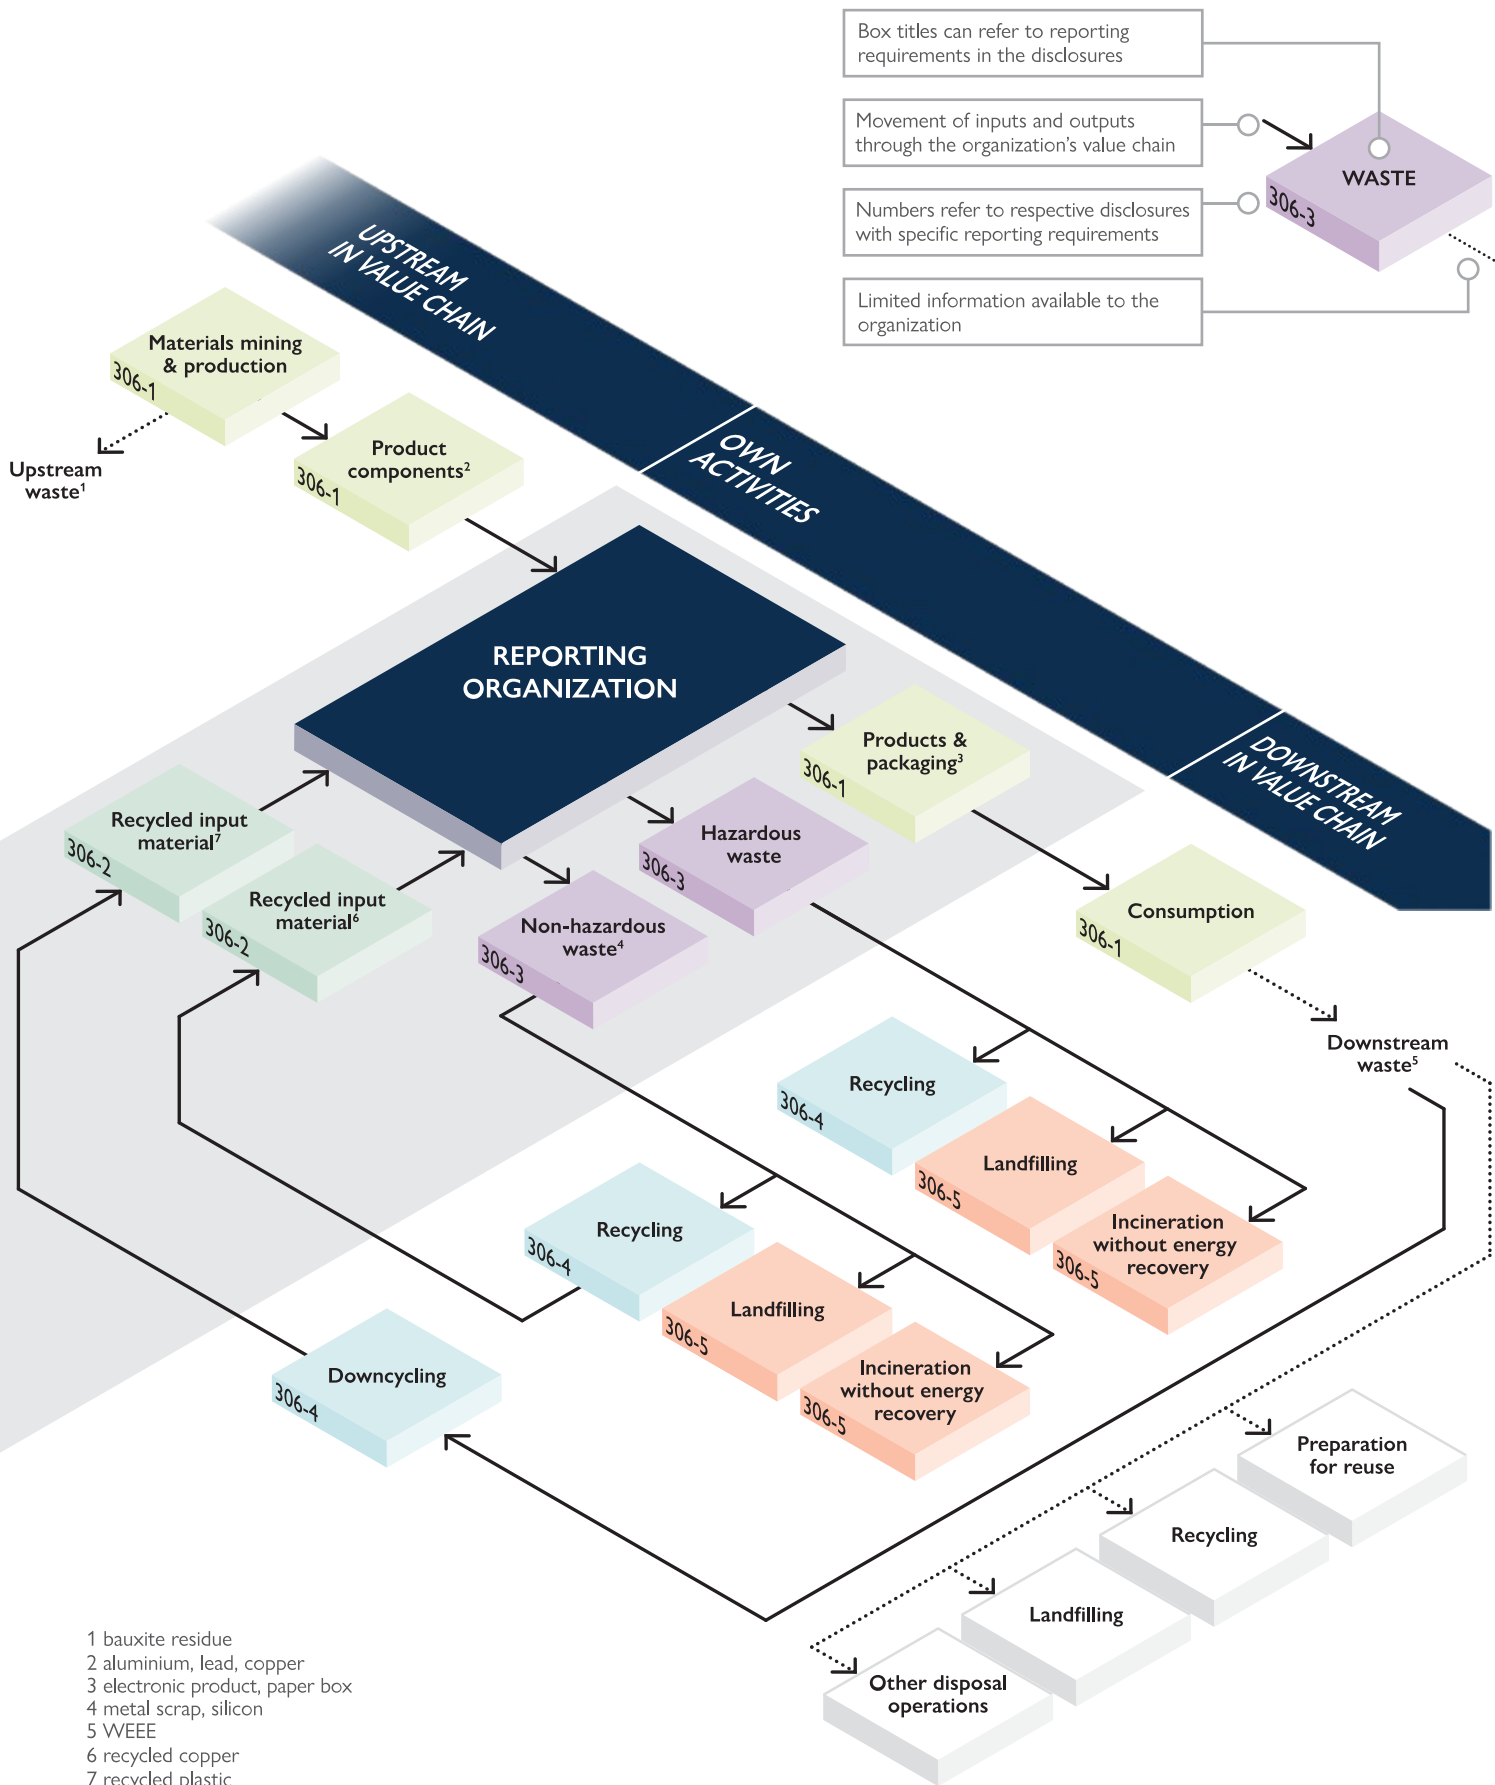 Box titles can refer to reporting
requirements in the disclosures
Movement of inputs and outputs
through the organization's value chain
Numbers refer to respective disclosures
with specific reporting requirements
Limited information available to the
organization
WASTE
306-3
UPSTREAM
IN VALUE CHAIN
OWN
ACTIVITIES
DOWNSTREAM
IN VALUE CHAIN
Materials mining
& production
306-1
Upstream
waste¹
Product
components²
306-1
REPORTING
ORGANIZATION
Products &
packaging³
306-1
Recycled input
material⁷
306-2
Recycled input
material⁶
306-2
Hazardous
waste
306-3
Non-hazardous
waste⁴
306-3
Consumption
306-1
Downstream
waste⁵
Recycling
306-4
Landfilling
306-5
Incineration
without energy
recovery
306-5
Recycling
306-4
Landfilling
306-5
Incineration
without energy
recovery
306-5
Downcycling
306-4
Preparation
for reuse
Recycling
Landfilling
Other disposal
operations
1 bauxite residue
2 aluminium, lead, copper
3 electronic product, paper box
4 metal scrap, silicon
5 WEEE
6 recycled copper
7 recycled plastic